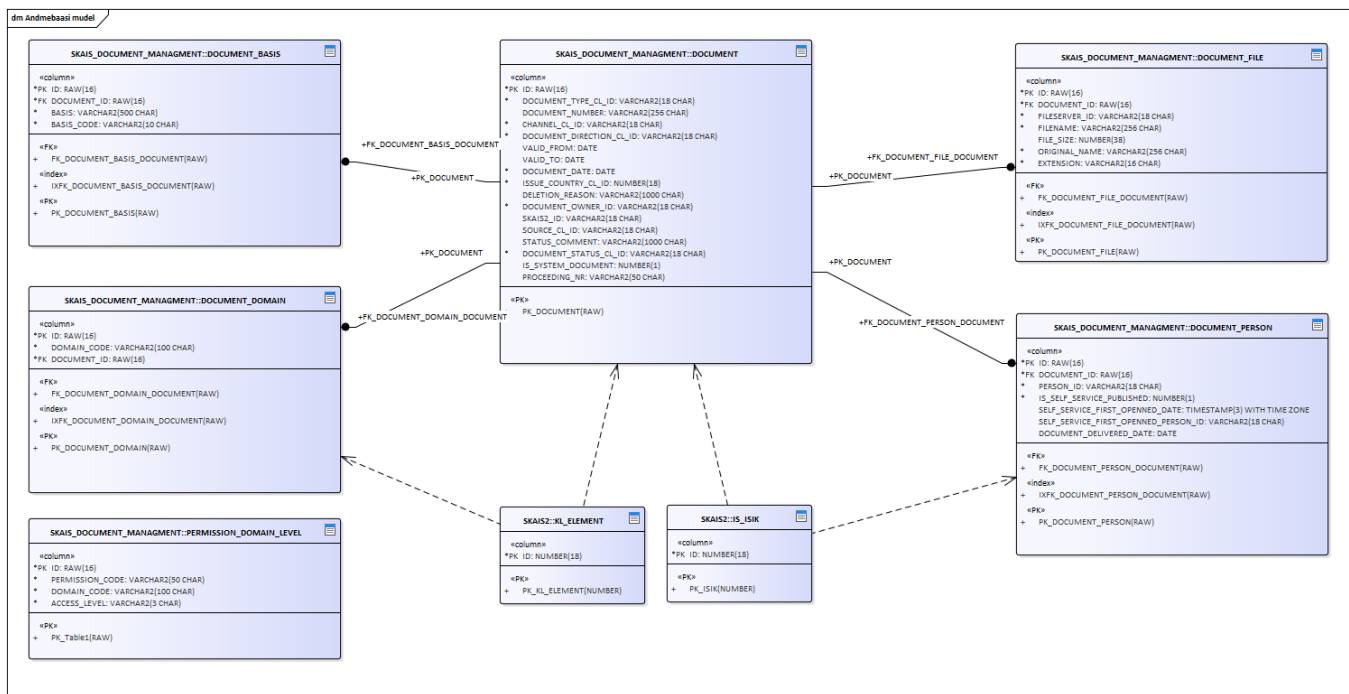 dm Andmebaasi mudel
SKAIS_DOCUMENT_MANAGMENT::DOCUMENT_BASIS
«column»
*PK ID: RAW(16)
*FK DOCUMENT_ID: RAW(16)
* BASIS: VARCHAR2(500 CHAR)
* BASIS_CODE: VARCHAR2(10 CHAR)
«FK»
+ FK_DOCUMENT_BASIS_DOCUMENT(RAW)
«index»
+ IXFK_DOCUMENT_BASIS_DOCUMENT(RAW)
«PK»
+ PK_DOCUMENT_BASIS(RAW)
SKAIS_DOCUMENT_MANAGMENT::DOCUMENT
«column»
*PK ID: RAW(16)
* DOCUMENT_TYPE_CL_ID: VARCHAR2(18 CHAR)
DOCUMENT_NUMBER: VARCHAR2(256 CHAR)
* CHANNEL_CL_ID: VARCHAR2(18 CHAR)
* DOCUMENT_DIRECTION_CL_ID: VARCHAR2(18 CHAR)
VALID_FROM: DATE
VALID_TO: DATE
* DOCUMENT_DATE: DATE
* ISSUE_COUNTRY_CL_ID: NUMBER(18)
DELETION_REASON: VARCHAR2(1000 CHAR)
* DOCUMENT_OWNER_ID: VARCHAR2(18 CHAR)
SKAIS2_ID: VARCHAR2(18 CHAR)
SOURCE_CL_ID: VARCHAR2(18 CHAR)
STATUS_COMMENT: VARCHAR2(1000 CHAR)
* DOCUMENT_STATUS_CL_ID: VARCHAR2(18 CHAR)
IS_SYSTEM_DOCUMENT: NUMBER(1)
PROCEEDING_NR: VARCHAR2(50 CHAR)
«PK»
+ PK_DOCUMENT(RAW)
SKAIS_DOCUMENT_MANAGMENT::DOCUMENT_FILE
«column»
*PK ID: RAW(16)
*FK DOCUMENT_ID: RAW(16)
* FILESERVER_ID: VARCHAR2(18 CHAR)
* FILENAME: VARCHAR2(256 CHAR)
FILE_SIZE: NUMBER(38)
* ORIGINAL_NAME: VARCHAR2(256 CHAR)
* EXTENSION: VARCHAR2(16 CHAR)
«FK»
+ FK_DOCUMENT_FILE_DOCUMENT(RAW)
«index»
+ IXFK_DOCUMENT_FILE_DOCUMENT(RAW)
«PK»
+ PK_DOCUMENT_FILE(RAW)
+FK_DOCUMENT_BASIS_DOCUMENT
+PK_DOCUMENT
+FK_DOCUMENT_FILE_DOCUMENT
+PK_DOCUMENT
+PK_DOCUMENT
+FK_DOCUMENT_DOMAIN_DOCUMENT
+PK_DOCUMENT
+FK_DOCUMENT_PERSON_DOCUMENT
SKAIS_DOCUMENT_MANAGMENT::DOCUMENT_DOMAIN
«column»
*PK ID: RAW(16)
* DOMAIN_CODE: VARCHAR2(100 CHAR)
*FK DOCUMENT_ID: RAW(16)
«FK»
+ FK_DOCUMENT_DOMAIN_DOCUMENT(RAW)
«index»
+ IXFK_DOCUMENT_DOMAIN_DOCUMENT(RAW)
«PK»
+ PK_DOCUMENT_DOMAIN(RAW)
SKAIS_DOCUMENT_MANAGMENT::DOCUMENT_PERSON
«column»
*PK ID: RAW(16)
*FK DOCUMENT_ID: RAW(16)
* PERSON_ID: VARCHAR2(18 CHAR)
* IS_SELF_SERVICE_PUBLISHED: NUMBER(1)
SELF_SERVICE_FIRST_OPENNED_DATE: TIMESTAMP(3) WITH TIME ZONE
SELF_SERVICE_FIRST_OPENNED_PERSON_ID: VARCHAR2(18 CHAR)
DOCUMENT_DELIVERED_DATE: DATE
«FK»
+ FK_DOCUMENT_PERSON_DOCUMENT(RAW)
«index»
+ IXFK_DOCUMENT_PERSON_DOCUMENT(RAW)
«PK»
+ PK_DOCUMENT_PERSON(RAW)
SKAIS_DOCUMENT_MANAGMENT::PERMISSION_DOMAIN_LEVEL
«column»
*PK ID: RAW(16)
* PERMISSION_CODE: VARCHAR2(50 CHAR)
* DOMAIN_CODE: VARCHAR2(100 CHAR)
* ACCESS_LEVEL: VARCHAR2(3 CHAR)
«PK»
+ PK_Table1(RAW)
SKAIS2::KL_ELEMENT
«column»
*PK ID: NUMBER(18)
«PK»
+ PK_KL_ELEMENT(NUMBER)
SKAIS2::IS_ISIK
«column»
*PK ID: NUMBER(18)
«PK»
+ PK_ISIK(NUMBER)